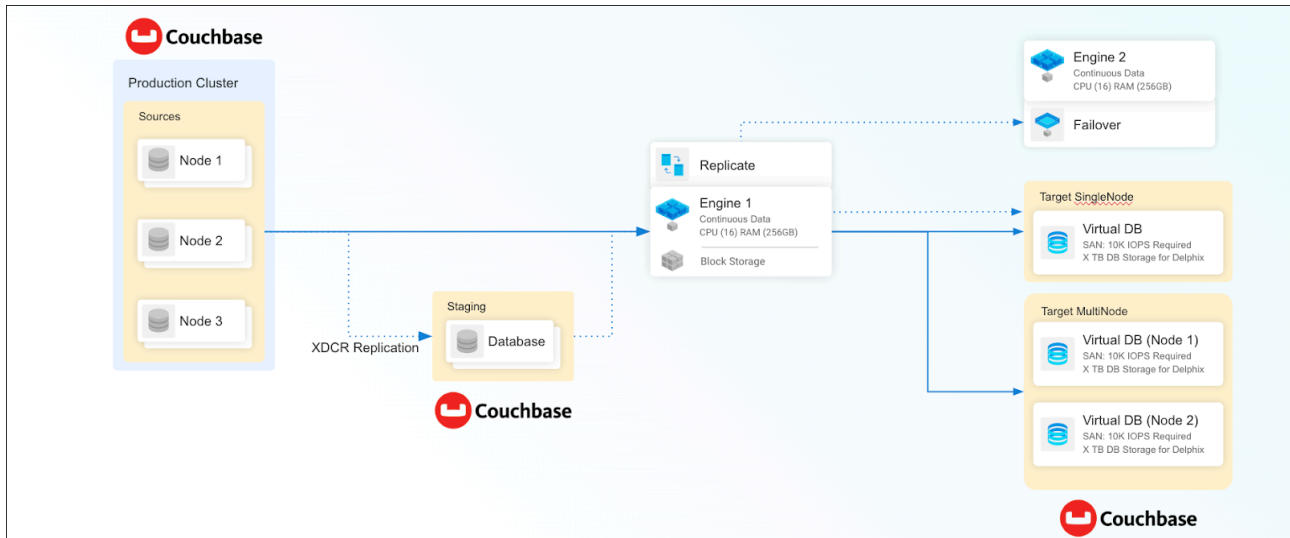 Couchbase
Production Cluster
Sources
Node 1
Node 2
Node 3
XDCR Replication
Staging
Database
Couchbase
Replicate
Engine 1
Continuous Data
CPU (16) RAM (256GB)
Block Storage
Engine 2
Continuous Data
CPU (16) RAM (256GB)
Failover
Target SingleNode
Virtual DB
SAN: 10K IOPS Required
X TB DB Storage for Delphix
Target MultiNode
Virtual DB (Node 1)
SAN: 10K IOPS Required
X TB DB Storage for Delphix
Virtual DB (Node 2)
SAN: 10K IOPS Required
X TB DB Storage for Delphix
Couchbase